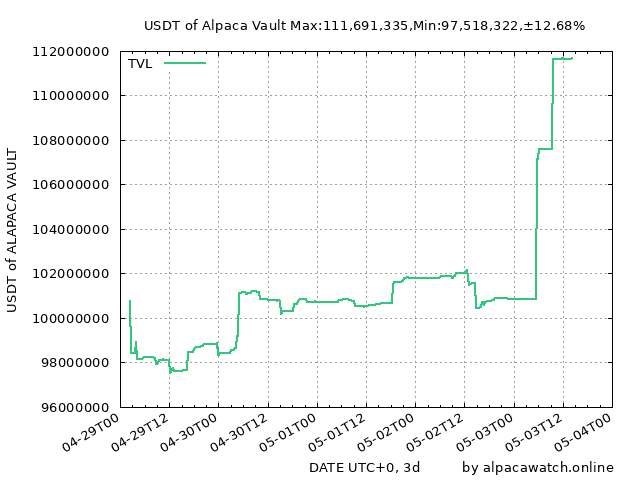 USDT of Alpaca Vault Max:111,691,335,Min:97,518,322,±12.68%
TVL
112000000
110000000
108000000
106000000
104000000
102000000
100000000
98000000
96000000
USDT of ALAPACA VAULT
04-29T00
04-29T12
04-30T00
04-30T12
05-01T00
05-01T12
05-02T00
05-02T12
05-03T00
05-03T12
05-04T00
DATE UTC+0, 3d
by alpacawatch.online